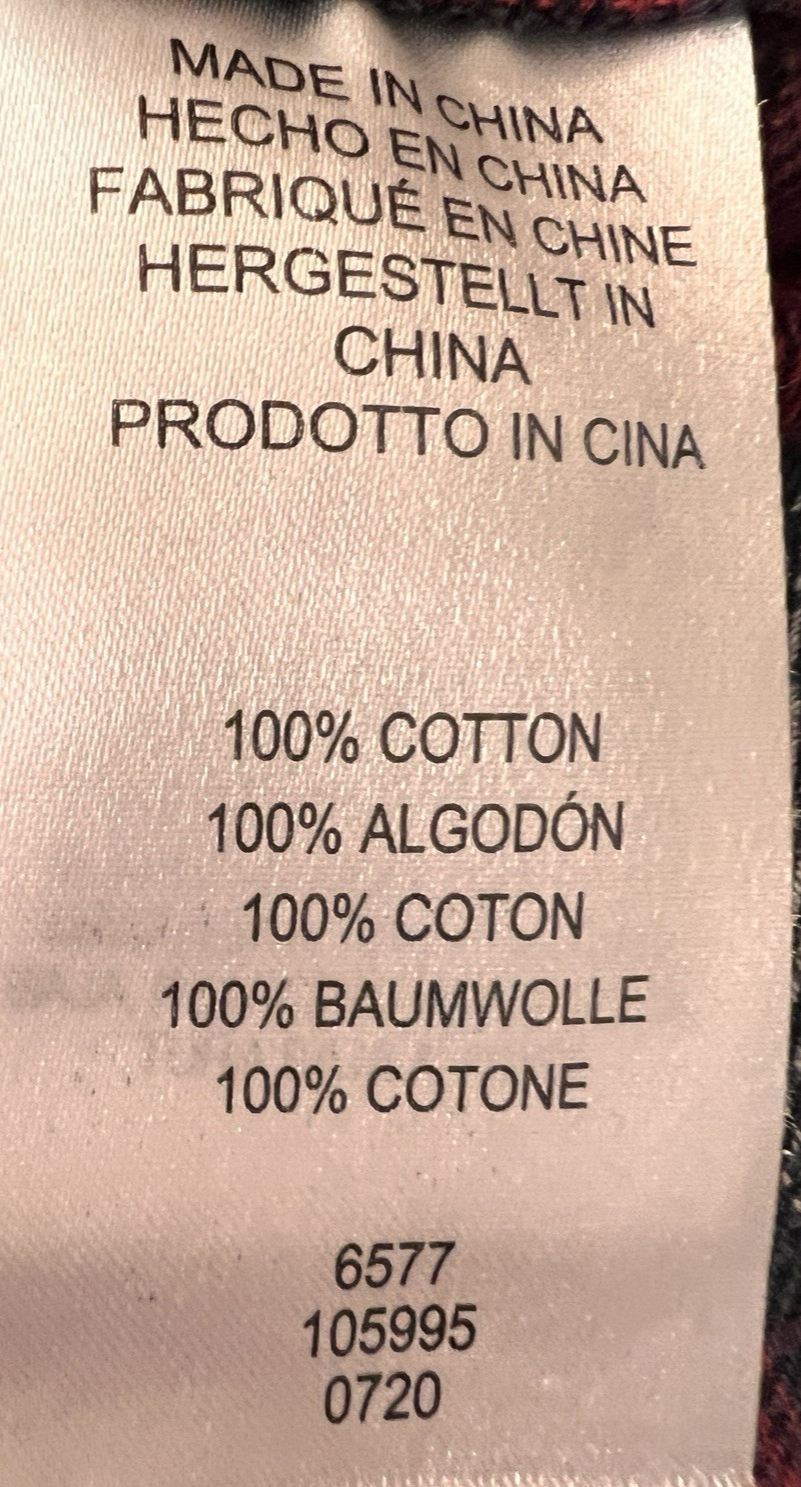 MADE IN CHINA
HECHO EN CHINA
FABRIQUÉ EN CHINE
HERGESTELLT IN
CHINA
PRODOTTO IN CINA
100% COTTON
100% ALGODÓN
100% COTON
100% BAUMWOLLE
100% COTONE
6577
105995
0720